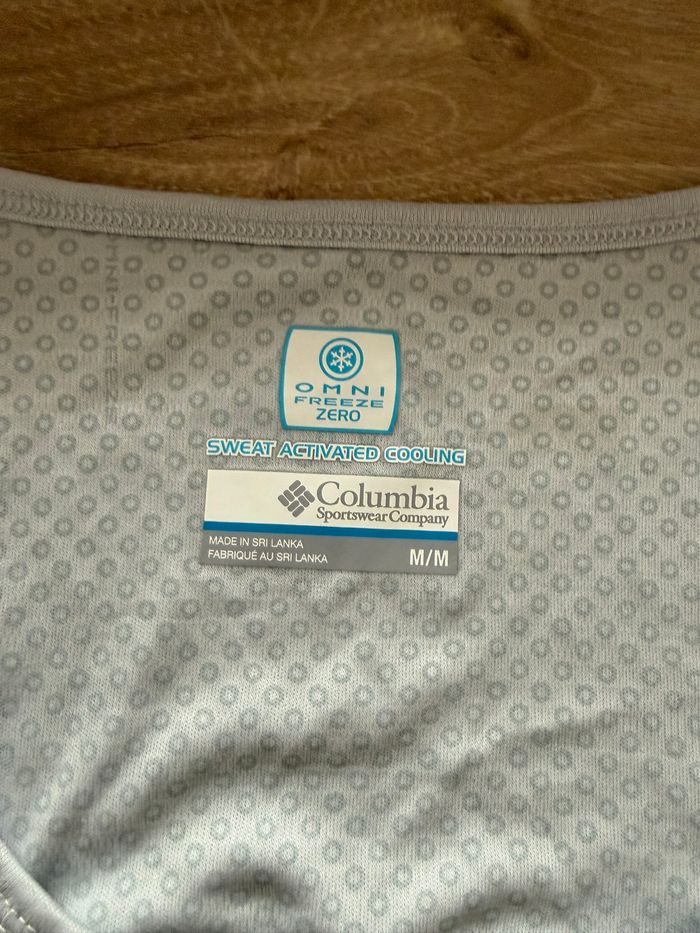 OMNI
FREEZE
ZERO
SWEAT ACTIVATED COOLING
Columbia
Sportswear Company
MADE IN SRI LANKA
FABRIQUÉ AU SRI LANKA
M/M